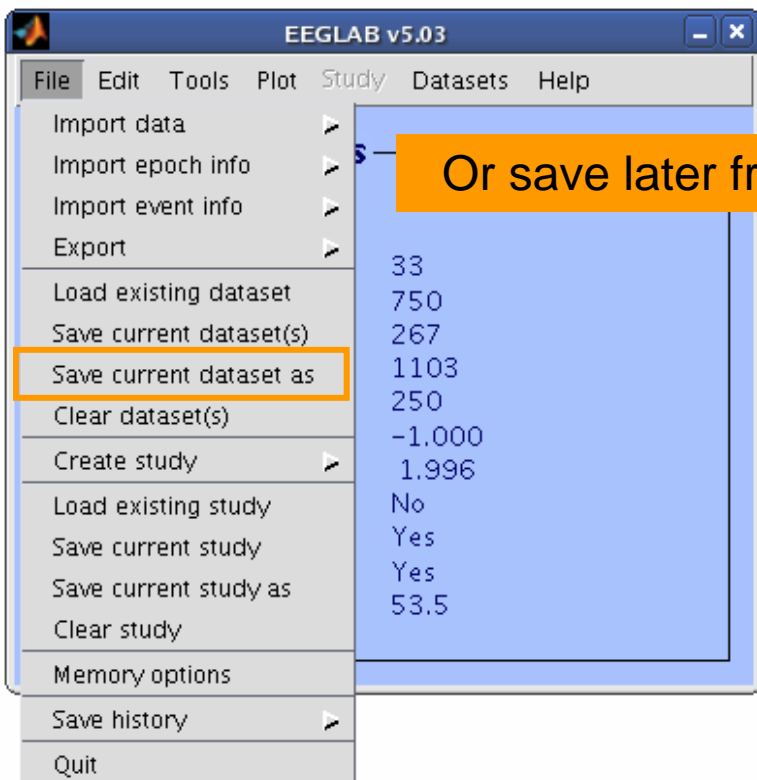 EEGLAB v5.03
File Edit Tools Plot Study Datasets Help
Import data
Import epoch info
Import event info
Export
Load existing dataset
Save current dataset(s)
Save current dataset as
Clear dataset(s)
Create study
Load existing study
Save current study
Save current study as
Clear study
Memory options
Save history
Quit
Or save later
33
750
267
1103
250
-1.000
1.996
No
Yes
Yes
53.5